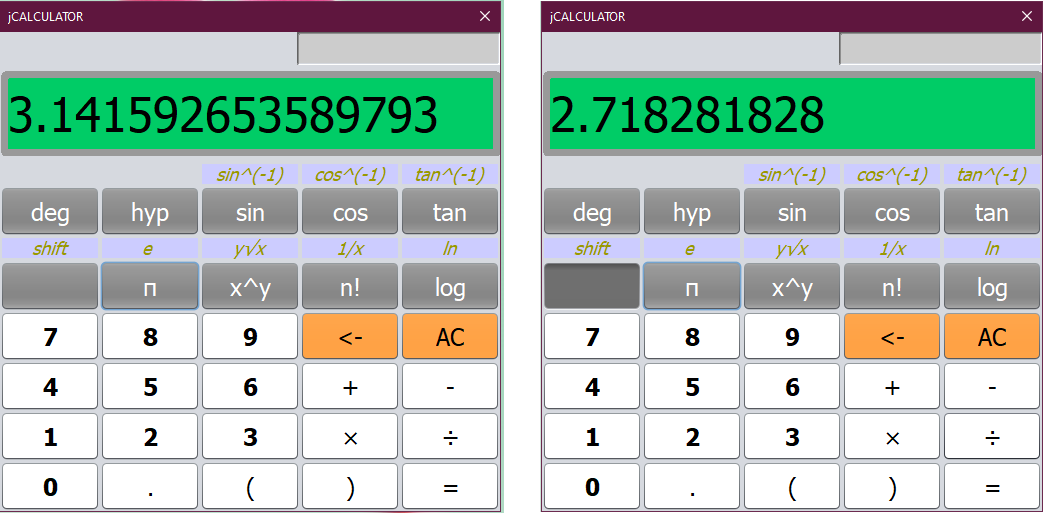 jCALCULATOR ×
3.141592653589793
sin^(-1) cos^(-1) tan^(-1)
deg hyp sin cos tan
shift e y√x 1/x ln
п x^y n! log
7 8 9 <- AC
4 5 6 + -
1 2 3 × ÷
0 . ( ) =
jCALCULATOR ×
2.718281828
sin^(-1) cos^(-1) tan^(-1)
deg hyp sin cos tan
shift e y√x 1/x ln
п x^y n! log
7 8 9 <- AC
4 5 6 + -
1 2 3 × ÷
0 . ( ) =